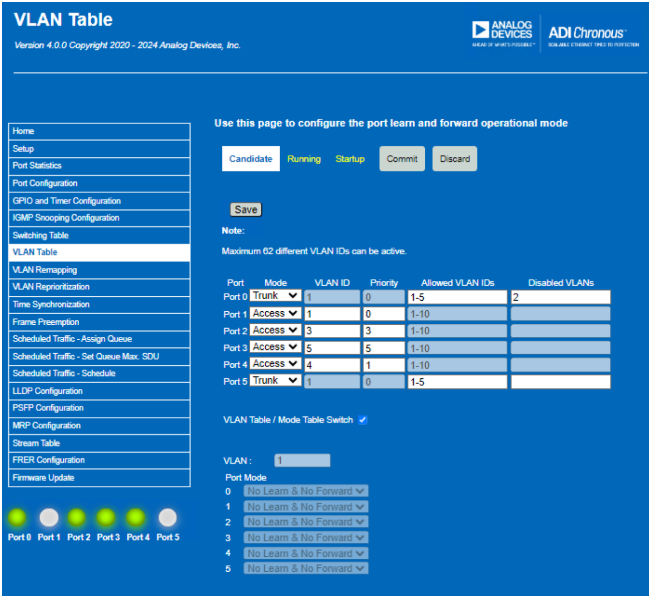 VLAN Table
Version 4.0.0 Copyright 2020 - 2024 Analog Devices, Inc.
ANALOG DEVICES
AHEAD OF WHAT'S POSSIBLE™
ADI Chronous™
SCALABLE ETHERNET TIMED TO PERFECTION
Home
Setup
Port Statistics
Port Configuration
GPIO and Timer Configuration
IGMP Snooping Configuration
Switching Table
VLAN Table
VLAN Remapping
VLAN Reprioritization
Time Synchronization
Frame Preemption
Scheduled Traffic - Assign Queue
Scheduled Traffic - Set Queue Max. SDU
Scheduled Traffic - Schedule
LLDP Configuration
PSFP Configuration
MRP Configuration
Stream Table
FRER Configuration
Firmware Update
Port 0 Port 1 Port 2 Port 3 Port 4 Port 5
Use this page to configure the port learn and forward operational mode
Candidate Running Startup Commit Discard
Save
Note:
Maximum 62 different VLAN IDs can be active.
Port Mode VLAN ID Priority Allowed VLAN IDs Disabled VLANs
Port 0 Trunk 1 0 1-5 2
Port 1 Access 1 0 1-10
Port 2 Access 3 3 1-10
Port 3 Access 5 5 1-10
Port 4 Access 4 1 1-10
Port 5 Trunk 1 0 1-5
VLAN Table / Mode Table Switch
VLAN : 1
Port Mode
0 No Learn & No Forward
1 No Learn & No Forward
2 No Learn & No Forward
3 No Learn & No Forward
4 No Learn & No Forward
5 No Learn & No Forward